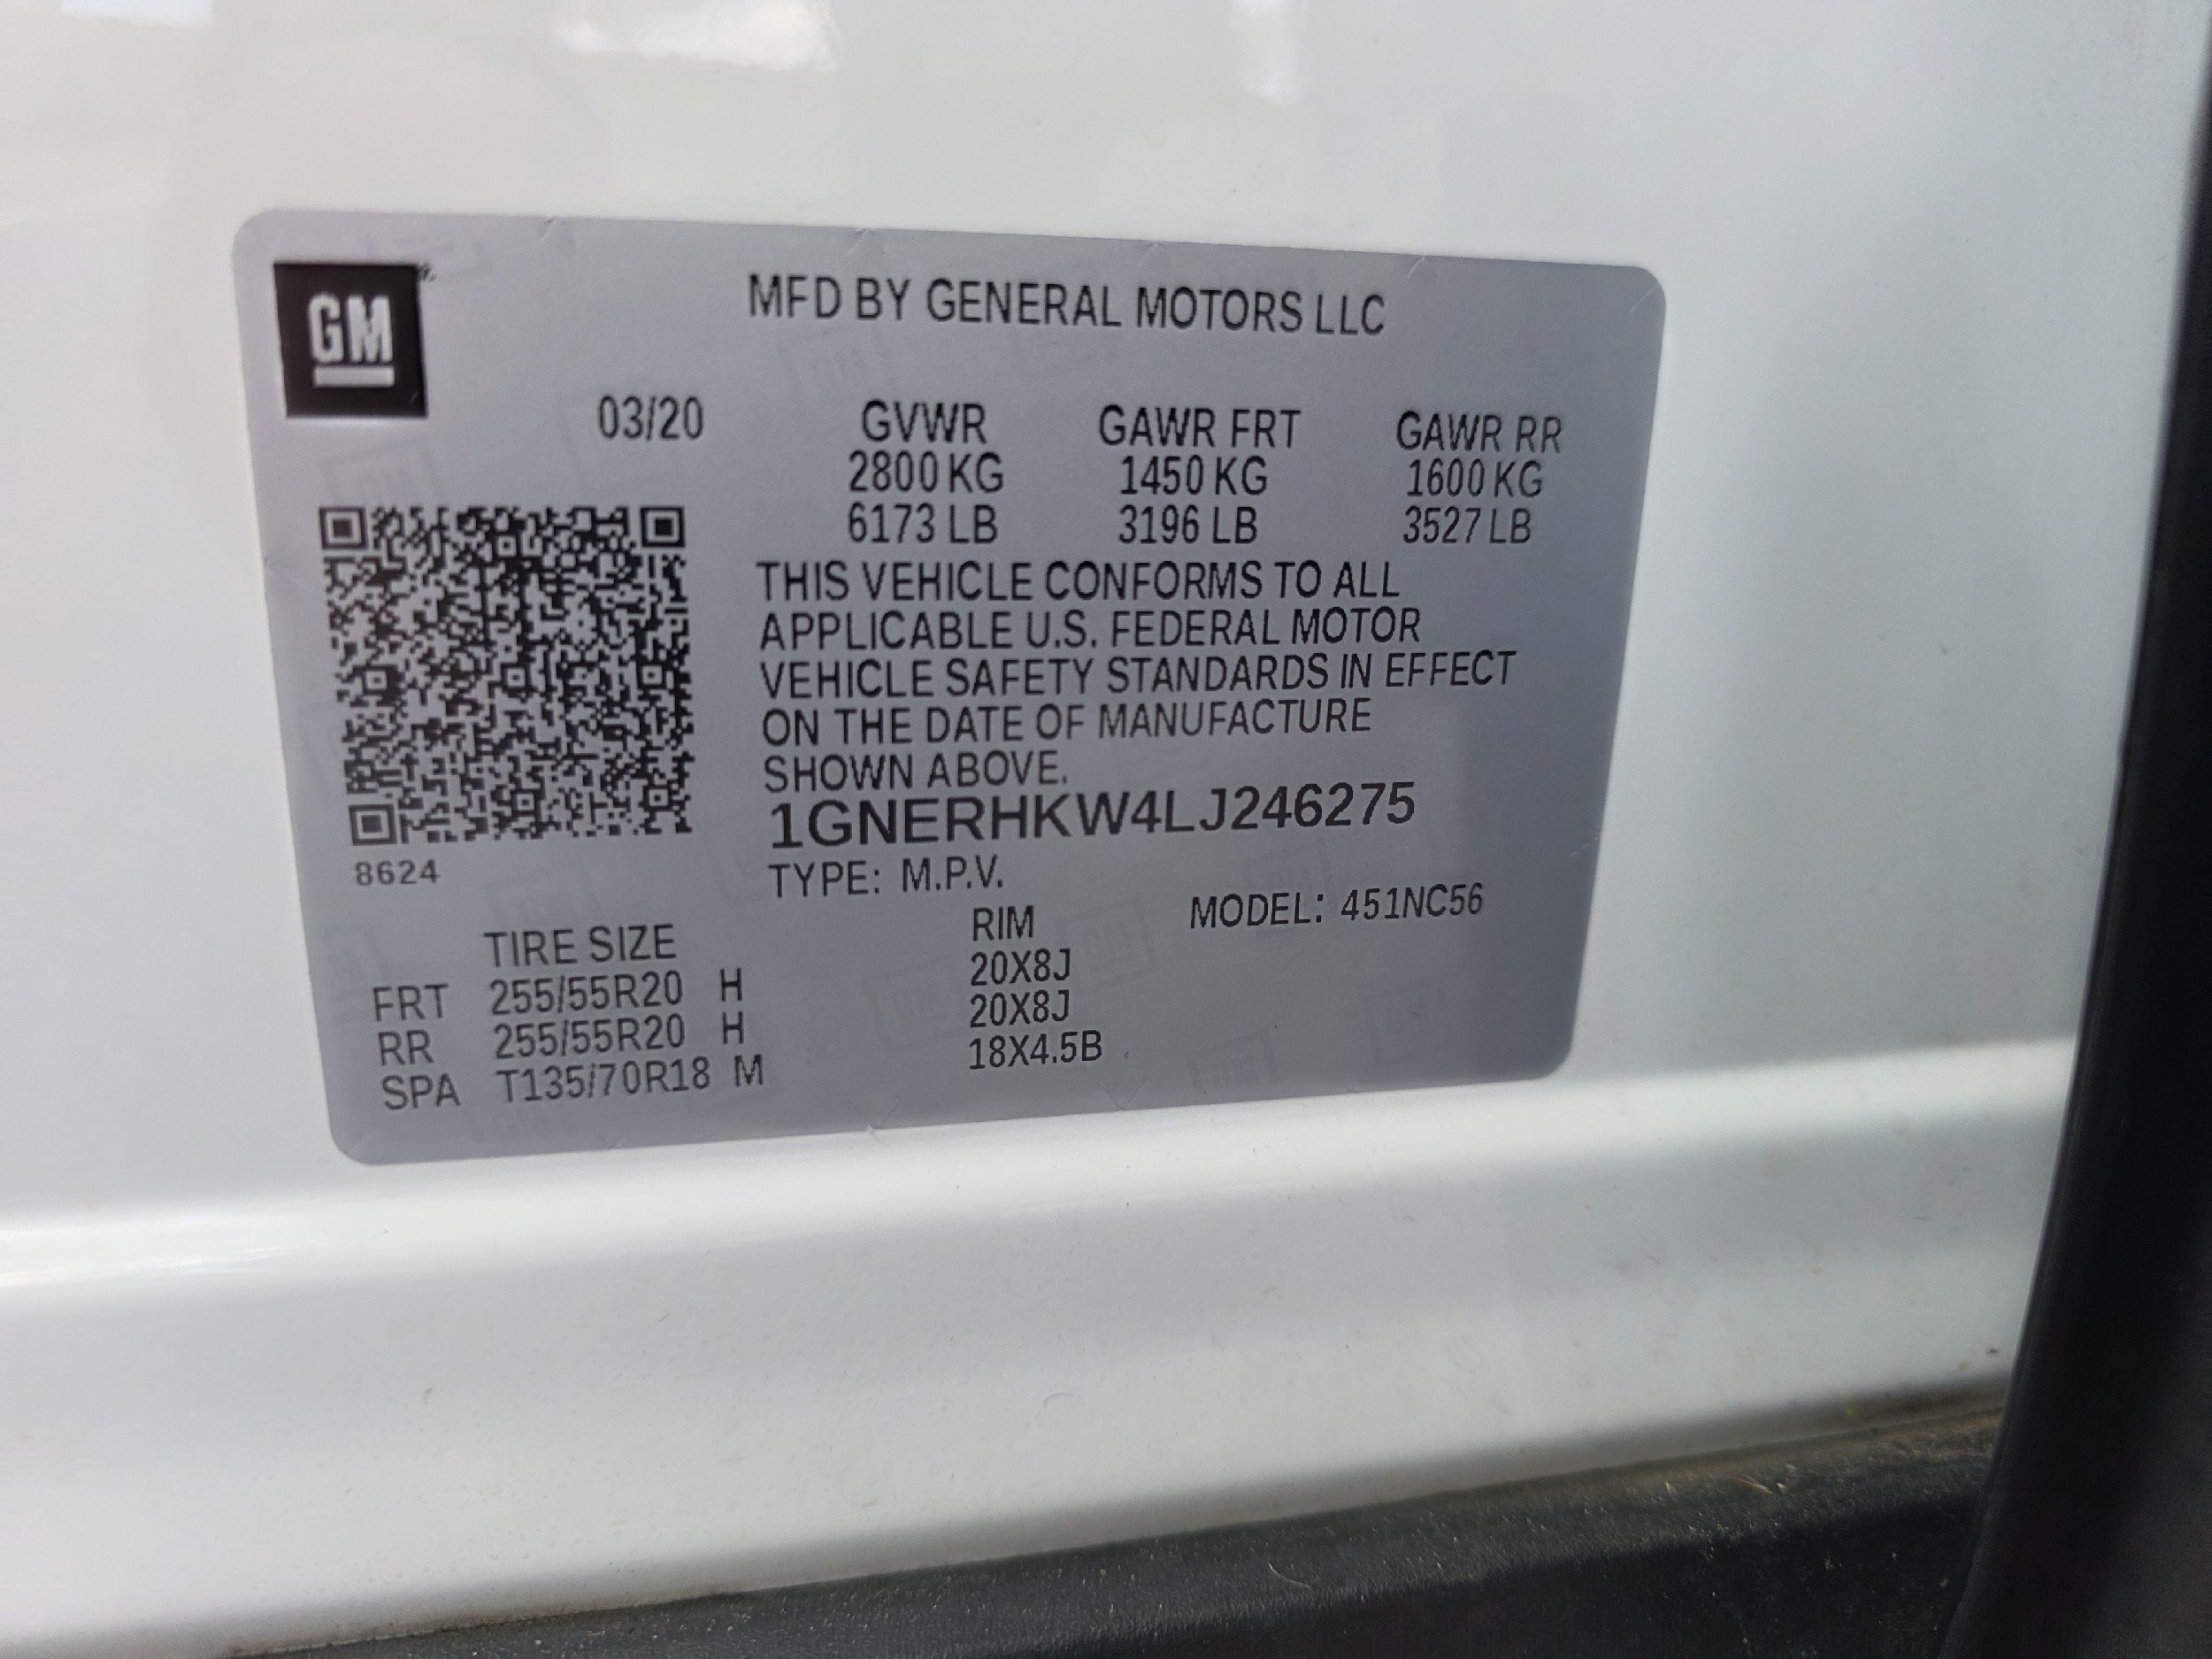 GM
MFD BY GENERAL MOTORS LLC
03/20 GVWR GAWR FRT GAWR RR
2800 KG 1450 KG 1600 KG
6173 LB 3196 LB 3527 LB
THIS VEHICLE CONFORMS TO ALL
APPLICABLE U.S. FEDERAL MOTOR
VEHICLE SAFETY STANDARDS IN EFFECT
ON THE DATE OF MANUFACTURE
SHOWN ABOVE.
1GNERHKW4LJ246275
8624
TYPE: M.P.V.
MODEL: 451NC56
TIRE SIZE RIM
FRT 255/55R20 H 20X8J
RR 255/55R20 H 20X8J
SPA T135/70R18 M 18X4.5B